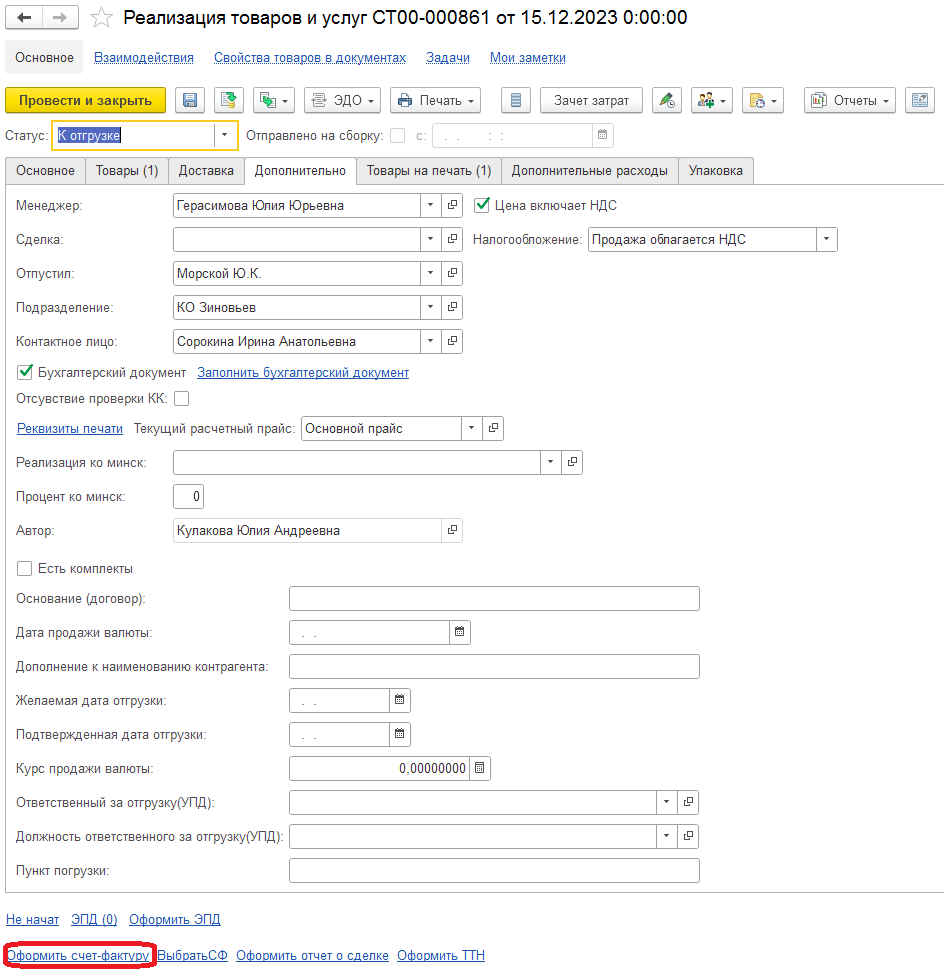 Реализация товаров и услуг СТ00-000861 от 15.12.2023 0:00:00
Основное Взаимодействия Свойства товаров в документах Задачи Мои заметки
Провести и закрыть ЭДО Печать Зачет затрат Отчеты
Статус: К отгрузке Отправлено на сборку: с: . . : :
Основное Товары (1) Доставка Дополнительно Товары на печать (1) Дополнительные расходы Упаковка
Менеджер: Герасимова Юлия Юрьевна Цена включает НДС
Сделка: Налогообложение: Продажа облагается НДС
Отпустил: Морской Ю.К.
Подразделение: КО Зиновьев
Контактное лицо: Сорокина Ирина Анатольевна
Бухгалтерский документ Заполнить бухгалтерский документ
Отсувствие проверки КК:
Реквизиты печати Текущий расчетный прайс: Основной прайс
Реализация ко минск:
Процент ко минск: 0
Автор: Кулакова Юлия Андреевна
Есть комплекты
Основание (договор):
Дата продажи валюты: . .
Дополнение к наименованию контрагента:
Желаемая дата отгрузки: . .
Подтвержденная дата отгрузки: . .
Курс продажи валюты: 0,00000000
Ответственный за отгрузку(УПД):
Должность ответственного за отгрузку(УПД):
Пункт погрузки:
Не начат ЭПД (0) Оформить ЭПД
Оформить счет-фактуру ВыбратьСФ Оформить отчет о сделке Оформить ТТН